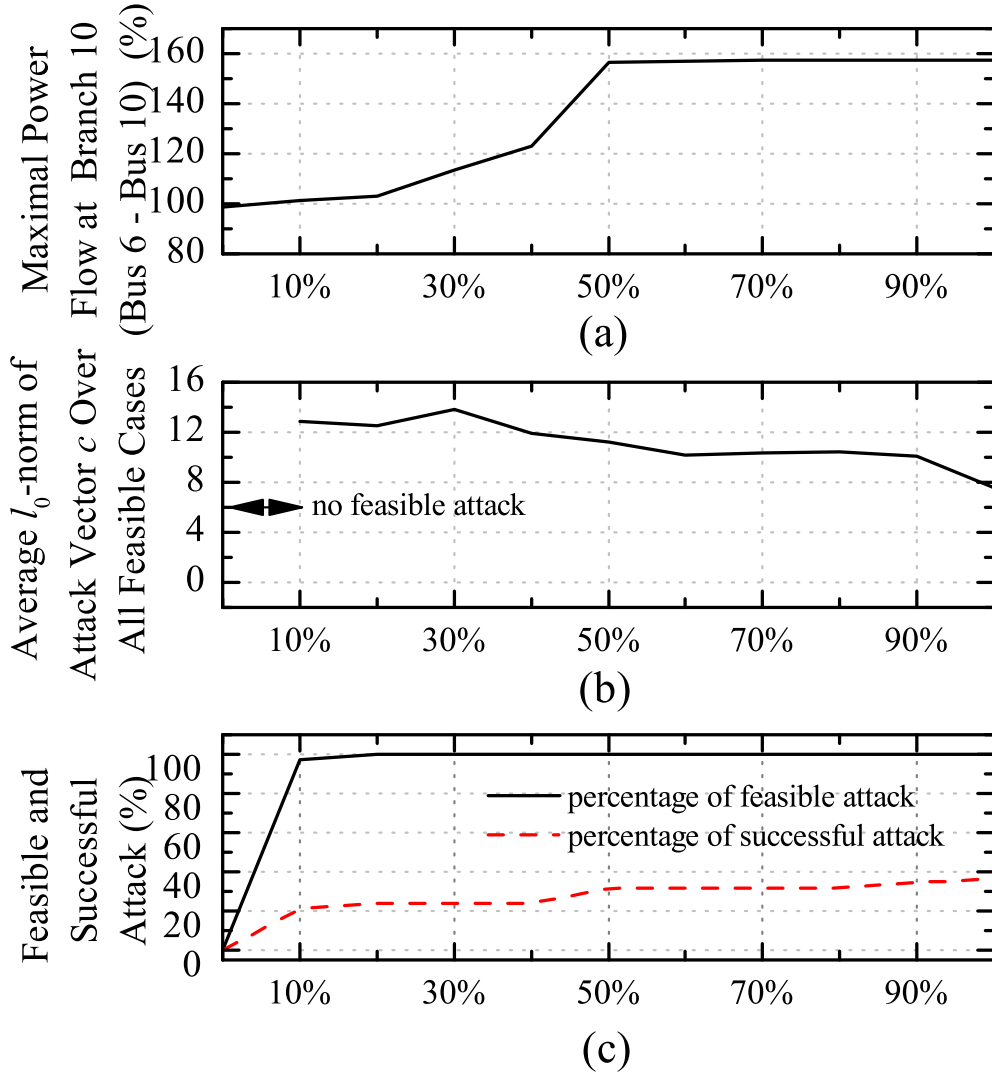 Maximal Power
Flow at Branch 10
(Bus 6 - Bus 10) (%)
160
140
120
100
80
10% 30% 50% 70% 90%
(a)
Average l0-norm of
Attack Vector c Over
All Feasible Cases
16
12
8
4
0
no feasible attack
10% 30% 50% 70% 90%
(b)
Feasible and
Successful
Attack (%)
100
80
60
40
20
0
percentage of feasible attack
percentage of successful attack
10% 30% 50% 70% 90%
(c)